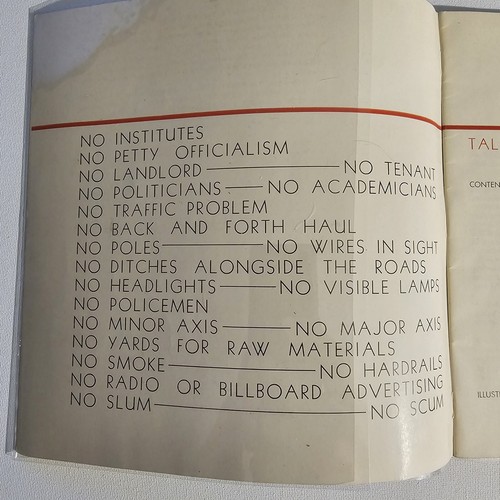 NO INSTITUTES
NO PETTY OFFICIALISM
NO LANDLORD — NO TENANT
NO POLITICIANS — NO ACADEMICIANS
NO TRAFFIC PROBLEM
NO BACK AND FORTH HAUL
NO POLES — NO WIRES IN SIGHT
NO DITCHES ALONGSIDE THE ROADS
NO HEADLIGHTS — NO VISIBLE LAMPS
NO POLICEMEN
NO MINOR AXIS — NO MAJOR AXIS
NO YARDS FOR RAW MATERIALS
NO SMOKE — NO HARDRAILS
NO RADIO OR BILLBOARD ADVERTISING
NO SLUM — NO SCUM